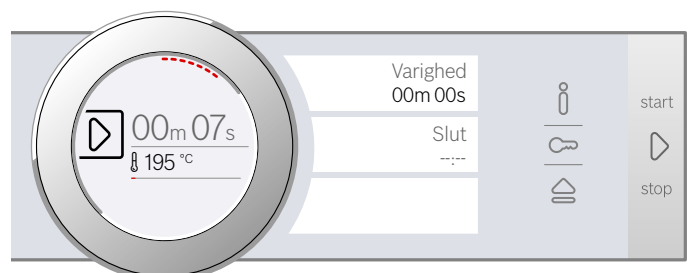 00m 07s
195 °C
Varighed
00m 00s
Slut
--:--
start
stop